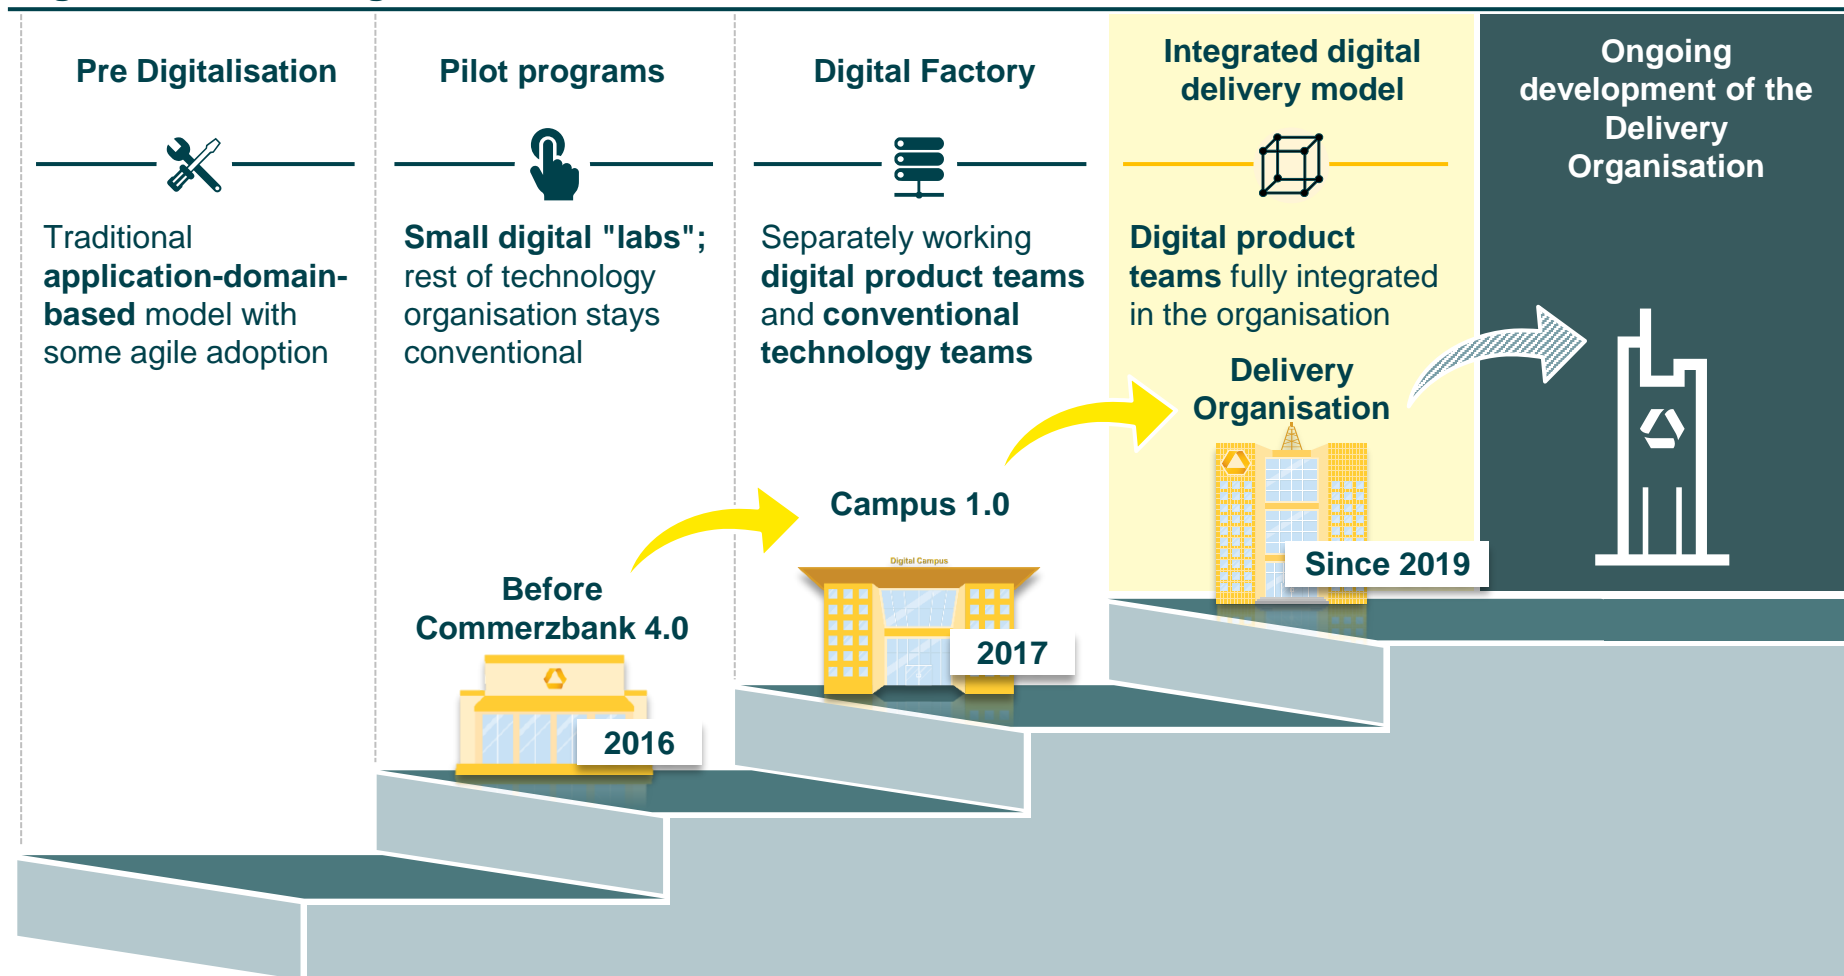 Pre Digitalisation
Traditional
application-domain-
based model with
some agile adoption
Pilot programs
Small digital "labs";
rest of technology
organisation stays
conventional
Before
Commerzbank 4.0
2016
Digital Factory
Separately working
digital product teams
and conventional
technology teams
Campus 1.0
Digital Campus
2017
Integrated digital
delivery model
Digital product
teams fully integrated
in the organisation
Delivery
Organisation
Since 2019
Ongoing
development of the
Delivery
Organisation